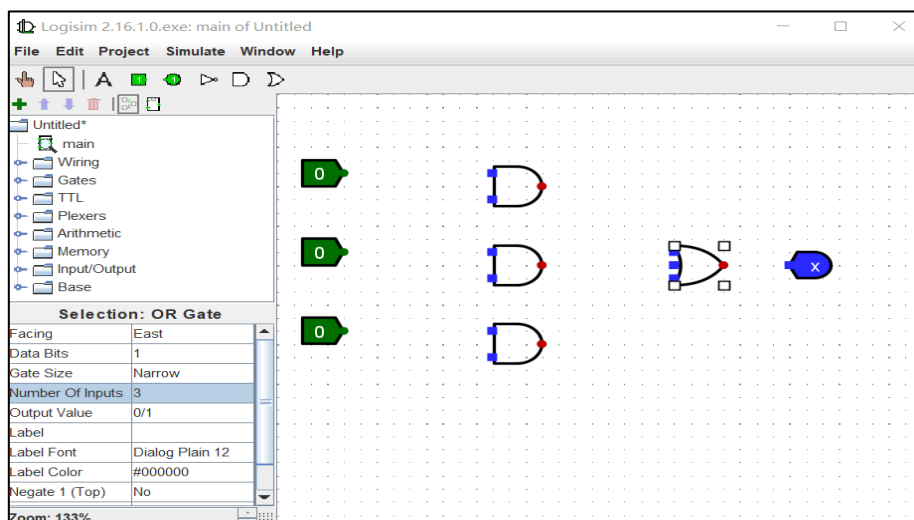 Logisim 2.16.1.0.exe: main of Untitled
File Edit Project Simulate Window Help
A 1 1
Untitled*
main
Wiring
Gates
TTL
Plexers
Arithmetic
Memory
Input/Output
Base
Selection: OR Gate
Facing East
Data Bits 1
Gate Size Narrow
Number Of Inputs 3
Output Value 0/1
Label
Label Font Dialog Plain 12
Label Color #000000
Negate 1 (Top) No
Zoom: 133%
0
0
0
x